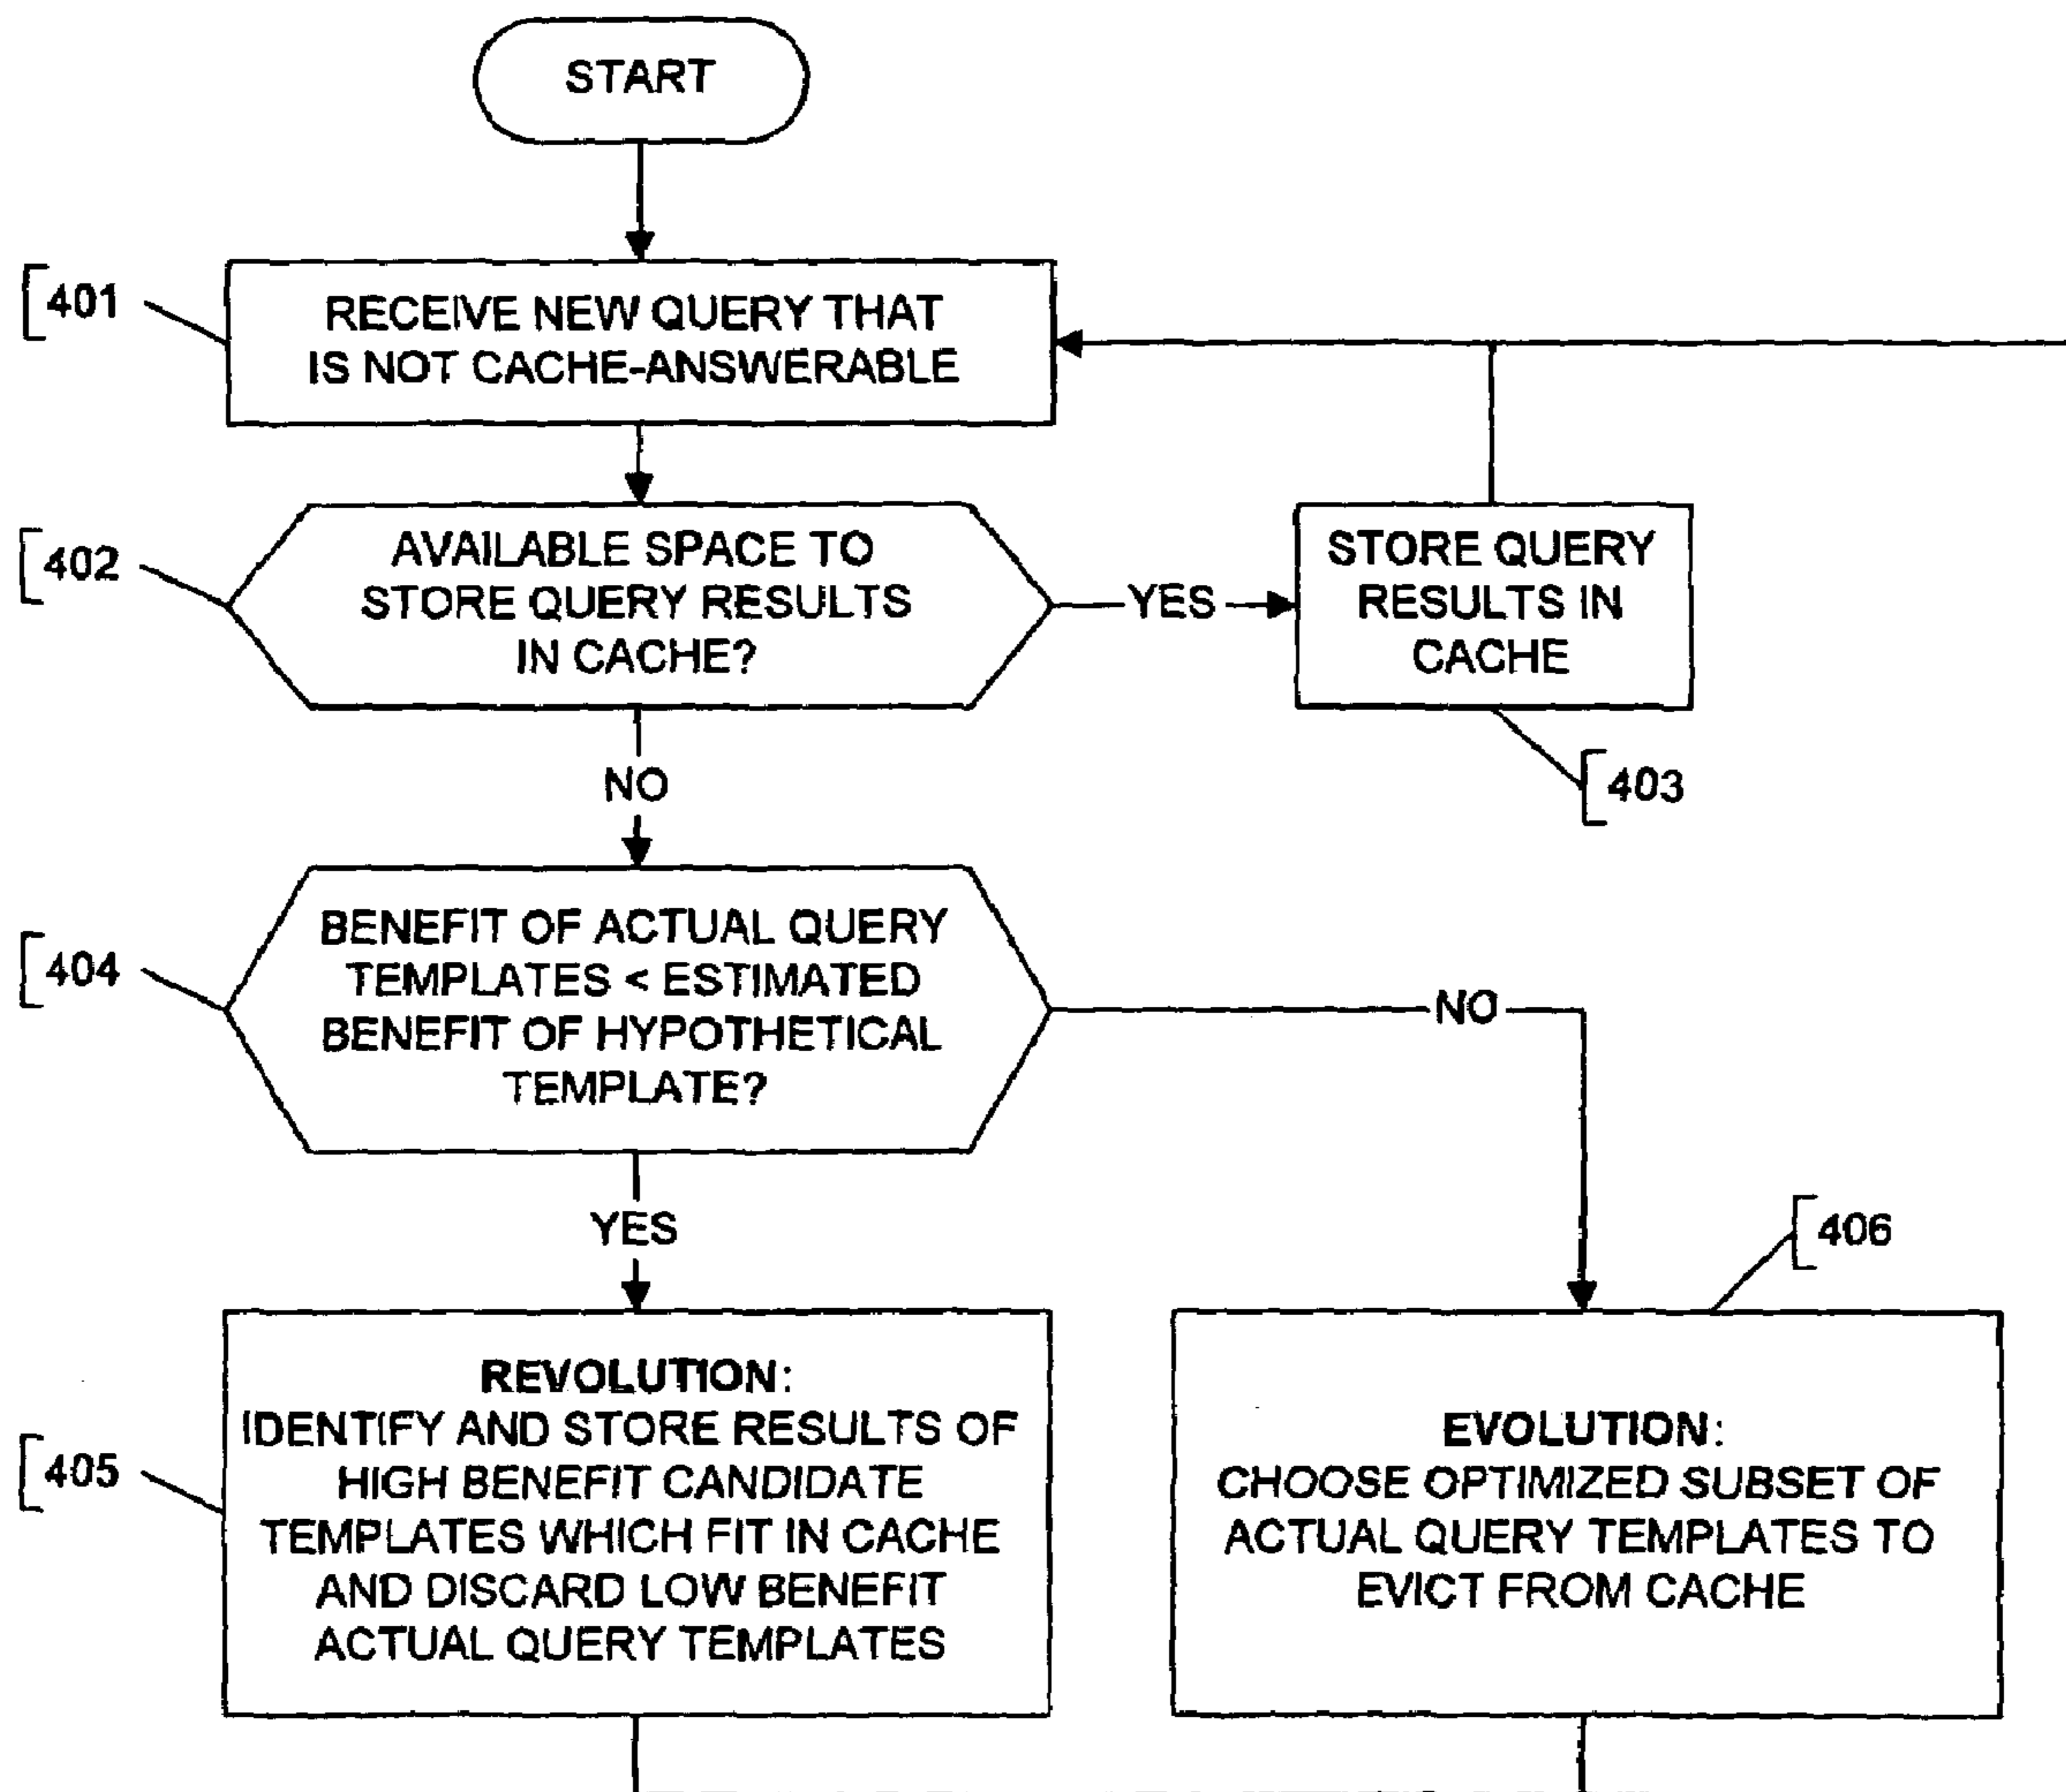 START
401
RECEIVE NEW QUERY THAT
IS NOT CACHE-ANSWERABLE
402
AVAILABLE SPACE TO
STORE QUERY RESULTS
IN CACHE?
YES
STORE QUERY
RESULTS IN
CACHE
403
NO
404
BENEFIT OF ACTUAL QUERY
TEMPLATES < ESTIMATED
BENEFIT OF HYPOTHETICAL
TEMPLATE?
NO
YES
405
REVOLUTION:
IDENTIFY AND STORE RESULTS OF
HIGH BENEFIT CANDIDATE
TEMPLATES WHICH FIT IN CACHE
AND DISCARD LOW BENEFIT
ACTUAL QUERY TEMPLATES
406
EVOLUTION:
CHOOSE OPTIMIZED SUBSET OF
ACTUAL QUERY TEMPLATES TO
EVICT FROM CACHE